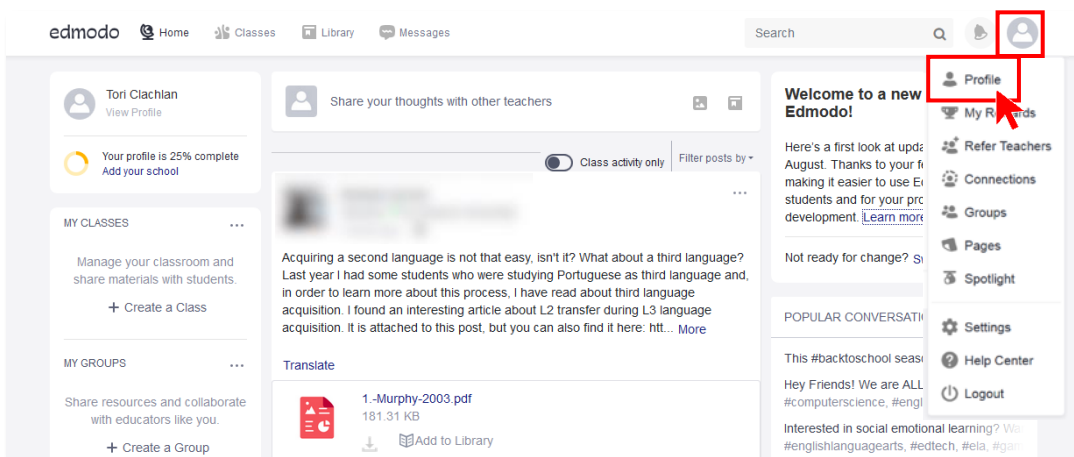 edmodo
Home
Classes
Library
Messages
Search
Tori Clachlan
View Profile
Your profile is 25% complete
Add your school
MY CLASSES
Manage your classroom and
share materials with students.
+ Create a Class
MY GROUPS
Share resources and collaborate
with educators like you.
+ Create a Group
Share your thoughts with other teachers
Class activity only
Filter posts by
Acquiring a second language is not that easy, isn't it? What about a third language?
Last year I had some students who were studying Portuguese as third language and,
in order to learn more about this process, I have read about third language
acquisition. I found an interesting article about L2 transfer during L3 language
acquisition. It is attached to this post, but you can also find it here: htt... More
Translate
1.-Murphy-2003.pdf
181.31 KB
Add to Library
Welcome to a new
Edmodo!
Here's a first look at upda
August. Thanks to your fe
making it easier to use Ed
students and for your pro
development. Learn more
Not ready for change?
POPULAR CONVERSATI
This #backtoschool seas
Hey Friends! We are ALL
#computerscience, #engl
Interested in social emotional learning?
#englishlanguagearts, #edtech, #ela,
Profile
My Rewards
Refer Teachers
Connections
Groups
Pages
Spotlight
Settings
Help Center
Logout